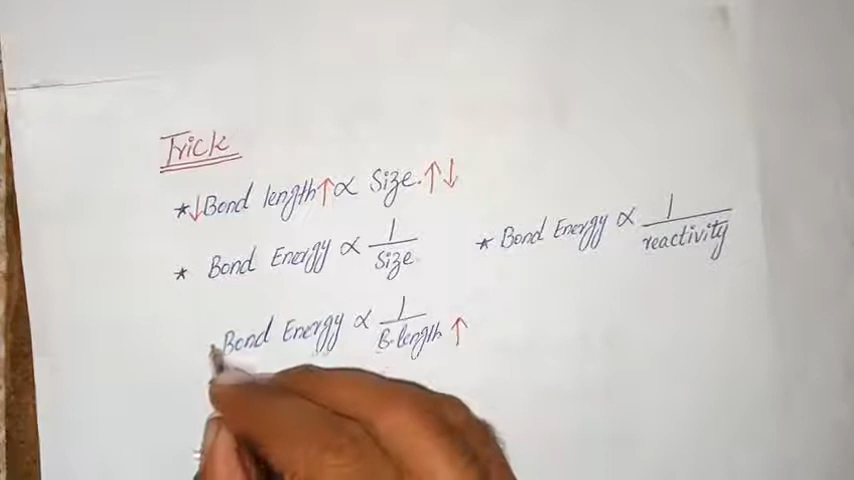 Trick
* ↓Bond length↑ ∝ Size.↑↓
* Bond Energy ∝ 1/Size
* Bond Energy ∝ 1/reactivity
Bond Energy ∝ 1/B.length ↑